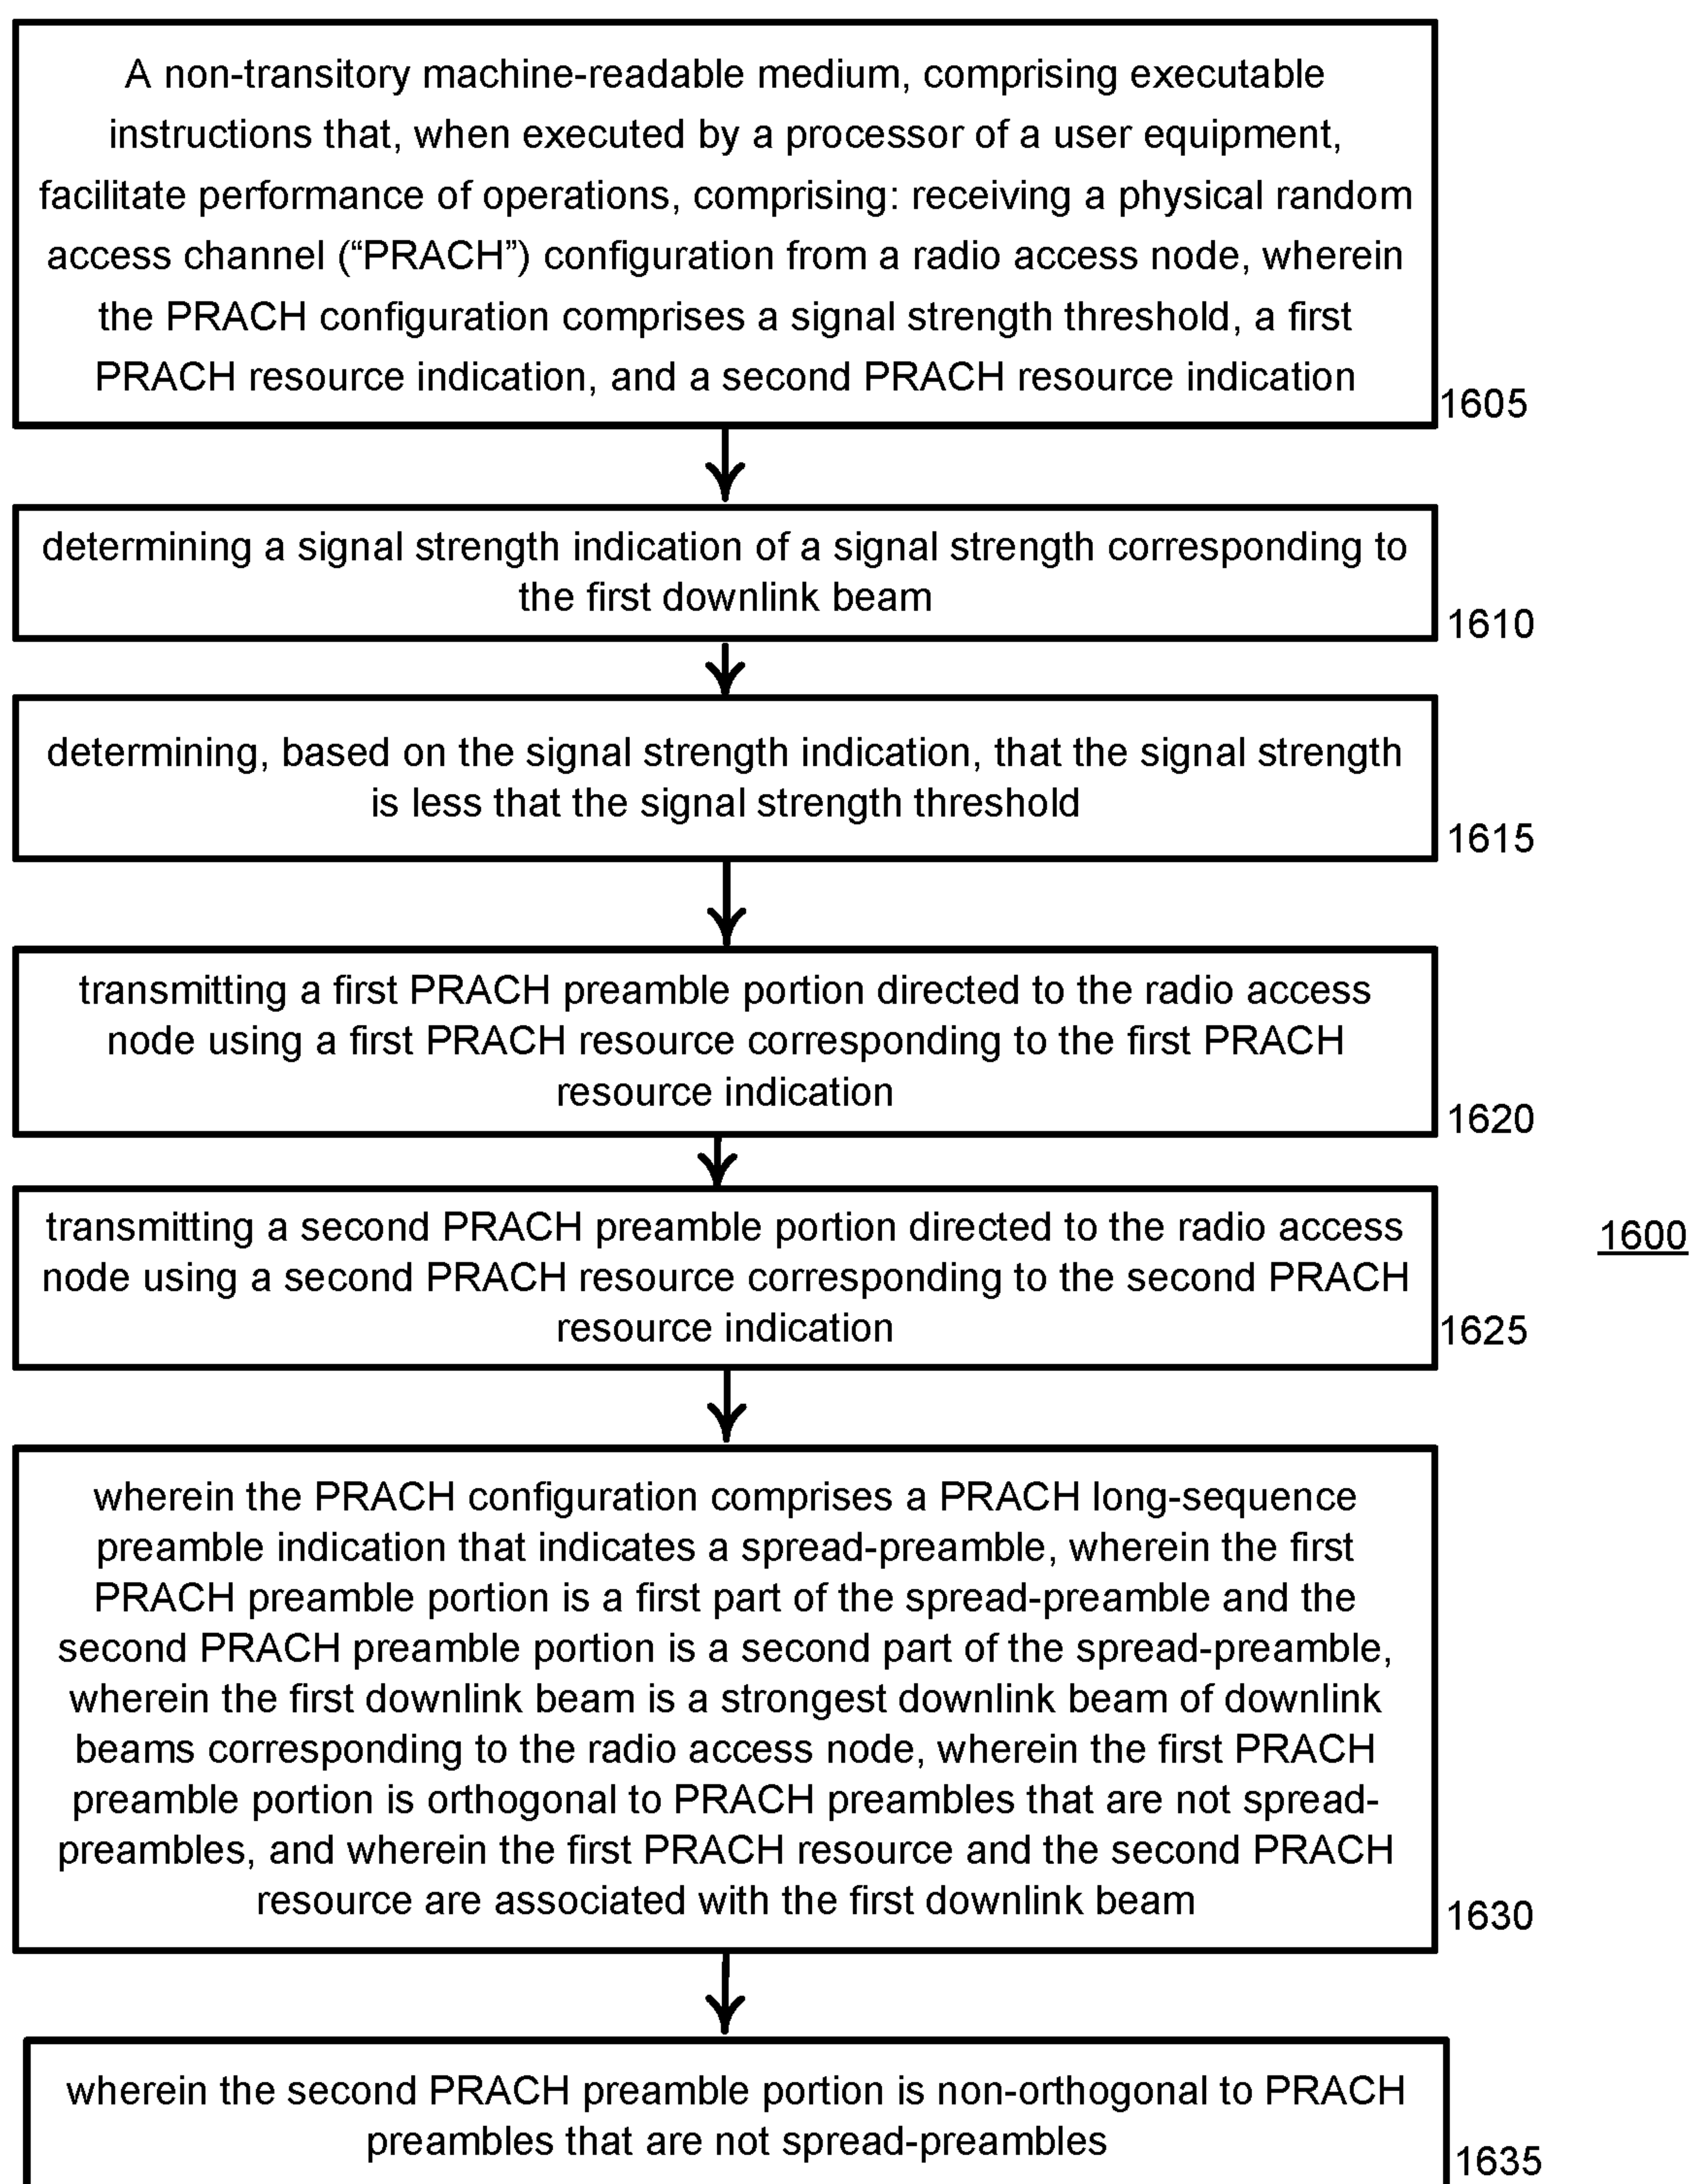 A non-transitory machine-readable medium, comprising executable
instructions that, when executed by a processor of a user equipment,
facilitate performance of operations, comprising: receiving a physical random
access channel (“PRACH”) configuration from a radio access node, wherein
the PRACH configuration comprises a signal strength threshold, a first
PRACH resource indication, and a second PRACH resource indication
1605
determining a signal strength indication of a signal strength corresponding to
the first downlink beam
1610
determining, based on the signal strength indication, that the signal strength
is less that the signal strength threshold
1615
transmitting a first PRACH preamble portion directed to the radio access
node using a first PRACH resource corresponding to the first PRACH
resource indication
1620
transmitting a second PRACH preamble portion directed to the radio access
node using a second PRACH resource corresponding to the second PRACH
resource indication
1625
1600
wherein the PRACH configuration comprises a PRACH long-sequence
preamble indication that indicates a spread-preamble, wherein the first
PRACH preamble portion is a first part of the spread-preamble and the
second PRACH preamble portion is a second part of the spread-preamble,
wherein the first downlink beam is a strongest downlink beam of downlink
beams corresponding to the radio access node, wherein the first PRACH
preamble portion is orthogonal to PRACH preambles that are not spread-
preambles, and wherein the first PRACH resource and the second PRACH
resource are associated with the first downlink beam
1630
wherein the second PRACH preamble portion is non-orthogonal to PRACH
preambles that are not spread-preambles
1635